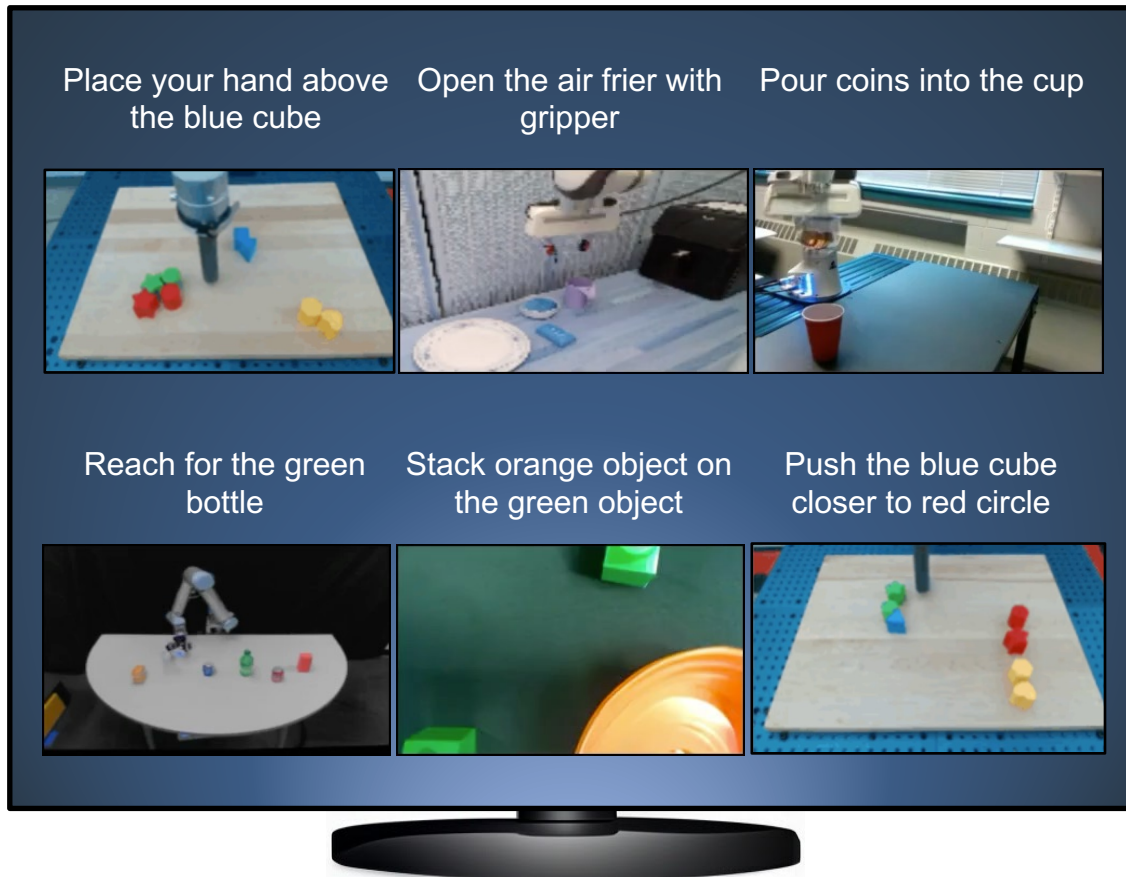 Place your hand above
the blue cube
Open the air frier with
gripper
Pour coins into the cup
Reach for the green
bottle
Stack orange object on
the green object
Push the blue cube
closer to red circle